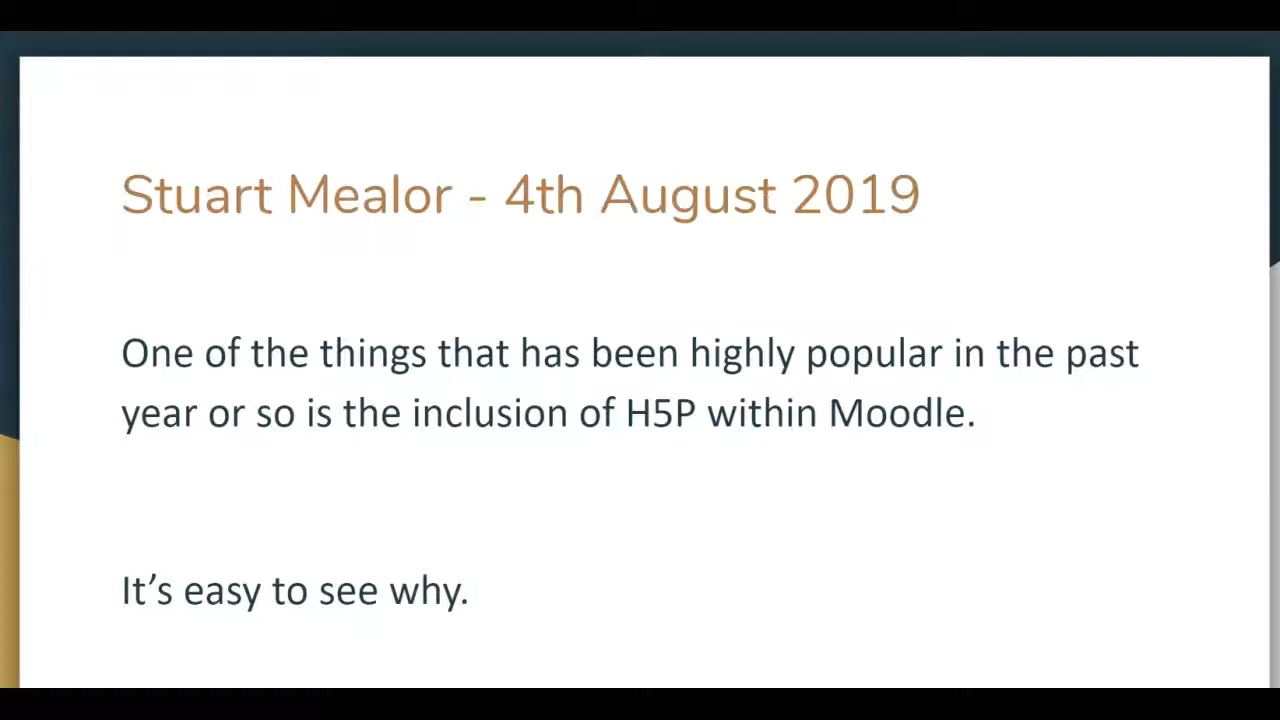 Stuart Mealor - 4th August 2019
One of the things that has been highly popular in the past
year or so is the inclusion of H5P within Moodle.
It’s easy to see why.